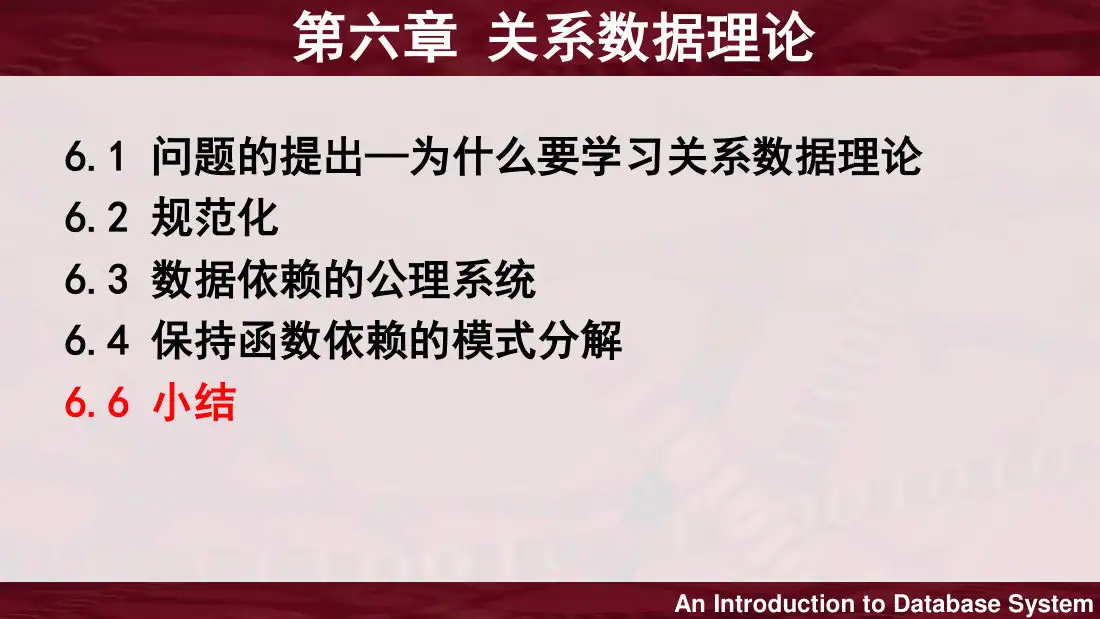 第六章 关系数据理论
6.1 问题的提出—为什么要学习关系数据理论
6.2 规范化
6.3 数据依赖的公理系统
6.4 保持函数依赖的模式分解
6.6 小结
An Introduction to Database System